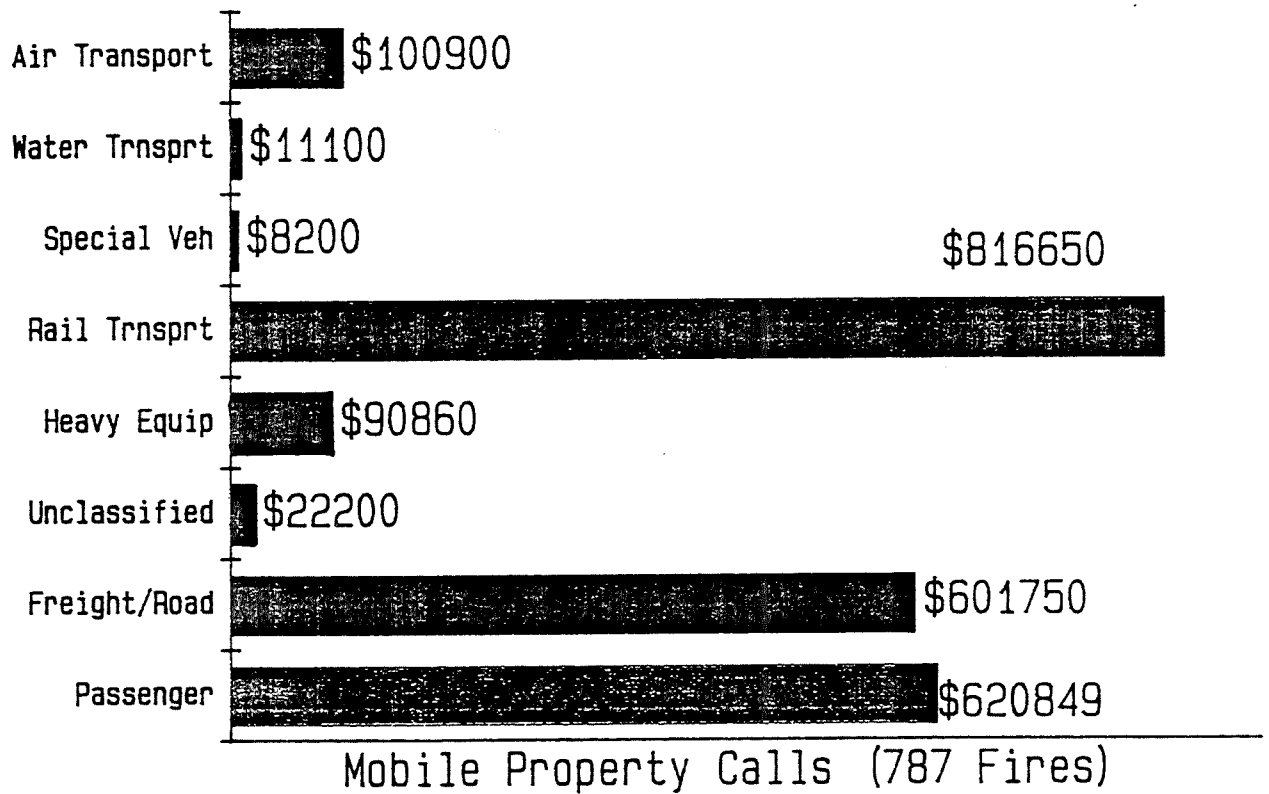 Air Transport $100900
Water Trnsprt $11100
Special Veh $8200
$816650
Rail Trnsprt
Heavy Equip $90860
Unclassified $22200
Freight/Road $601750
Passenger $620849
Mobile Property Calls (787 Fires)